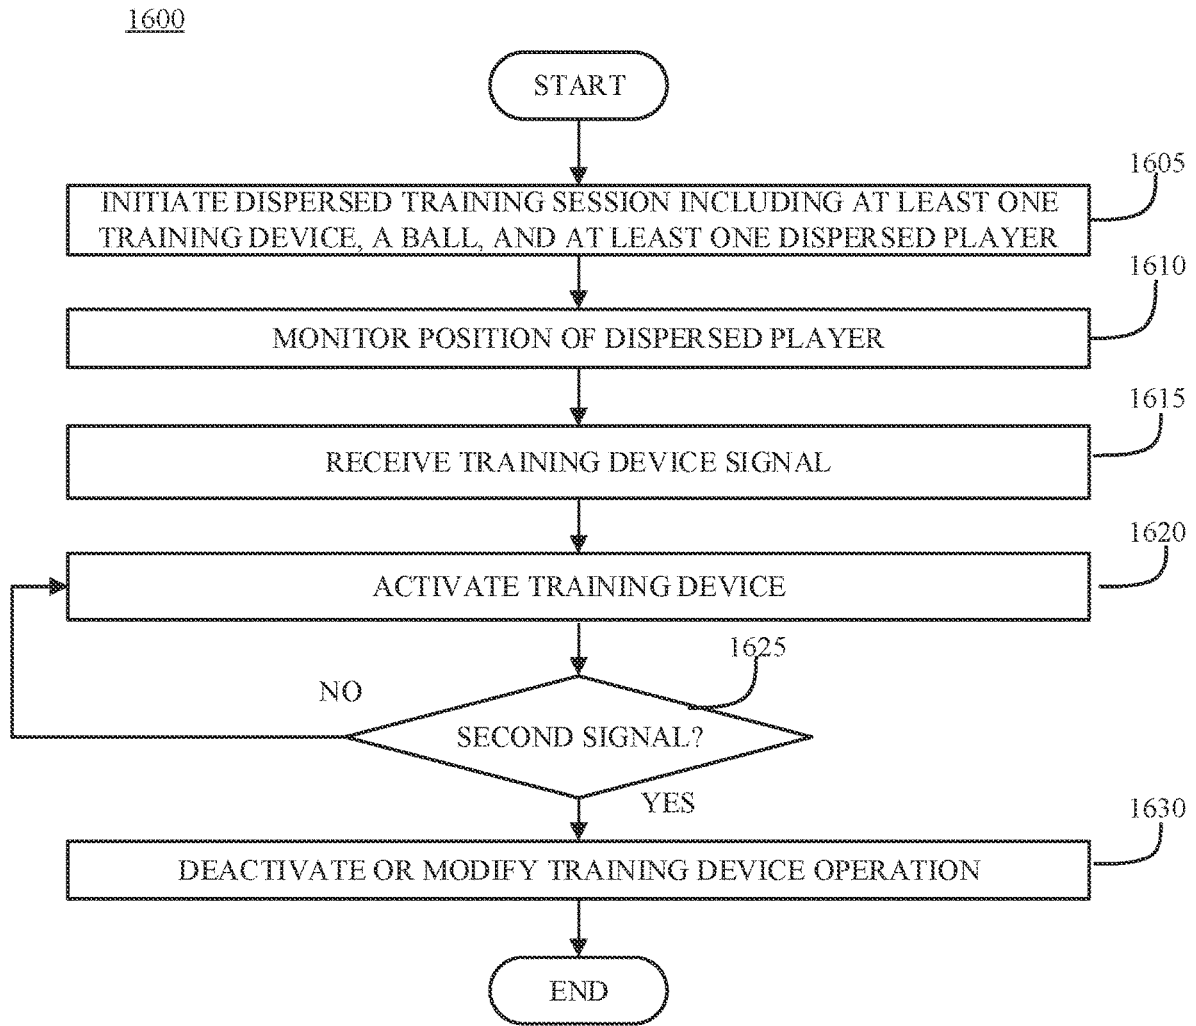 1600
START
1605
INITIATE DISPERSED TRAINING SESSION INCLUDING AT LEAST ONE
TRAINING DEVICE, A BALL, AND AT LEAST ONE DISPERSED PLAYER
1610
MONITOR POSITION OF DISPERSED PLAYER
1615
RECEIVE TRAINING DEVICE SIGNAL
1620
ACTIVATE TRAINING DEVICE
1625
NO
SECOND SIGNAL?
YES
1630
DEACTIVATE OR MODIFY TRAINING DEVICE OPERATION
END